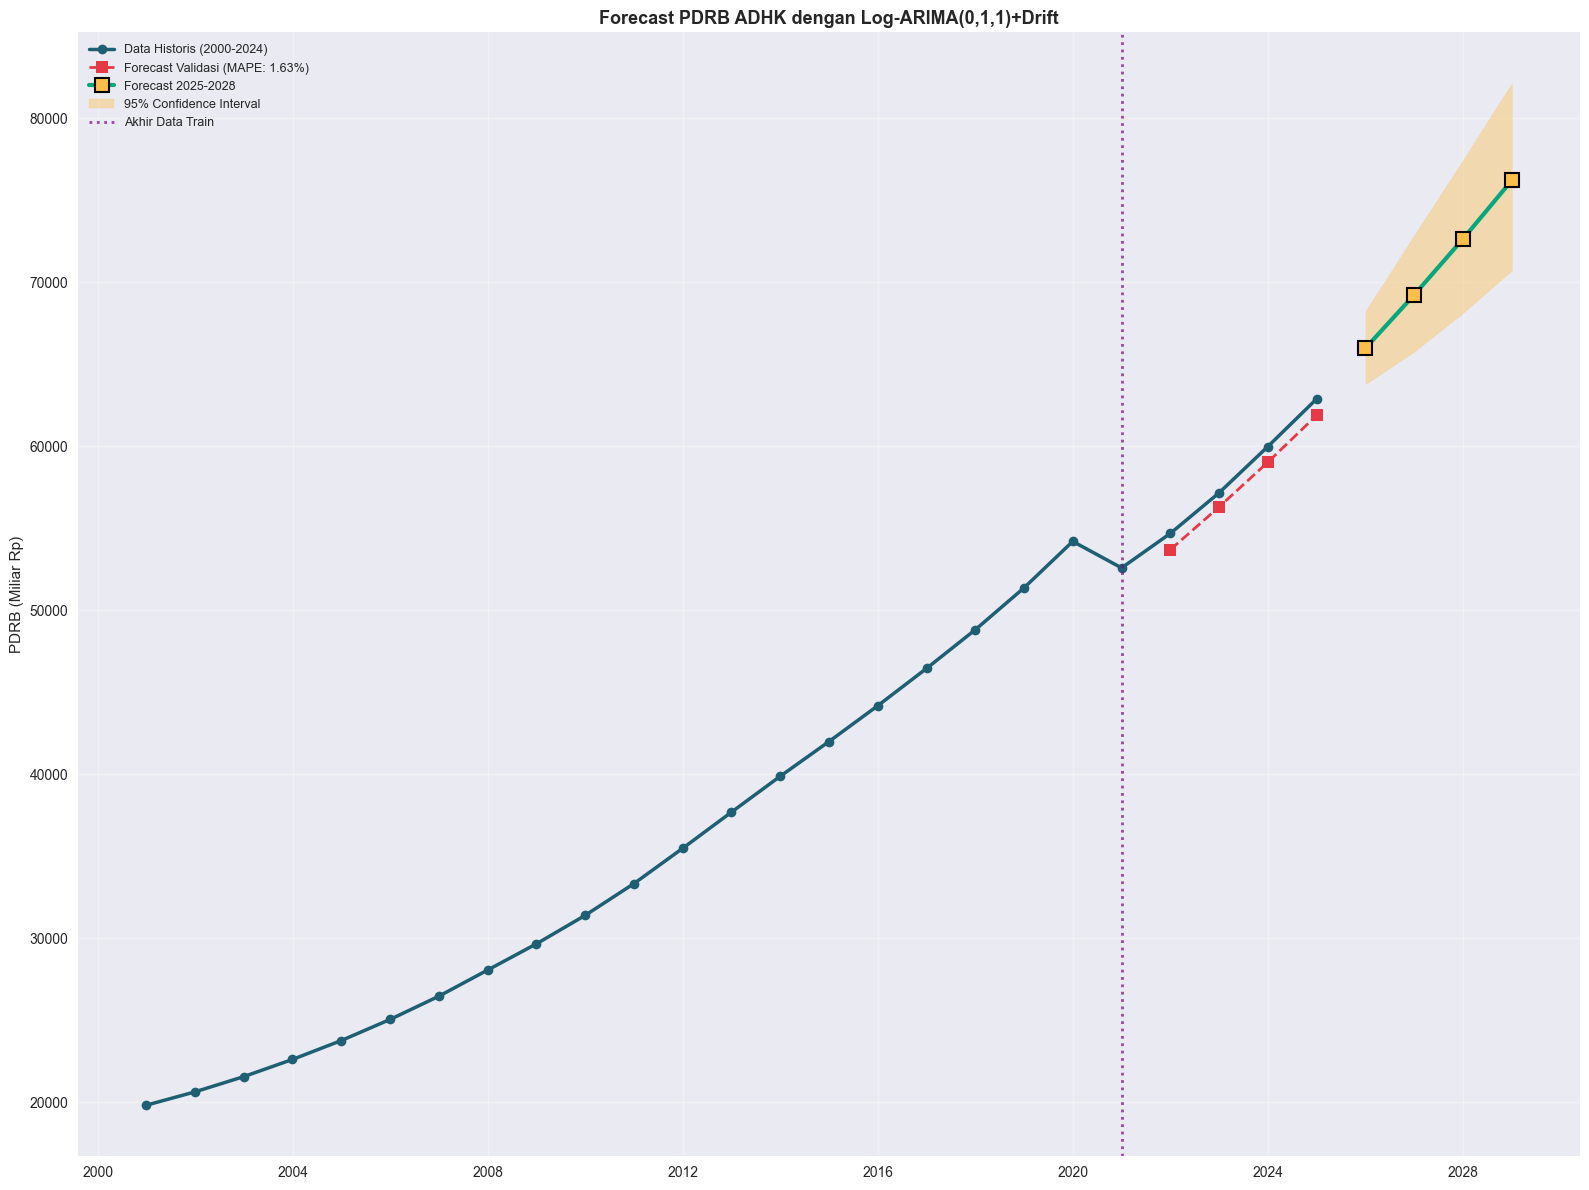 Forecast PDRB ADHK dengan Log-ARIMA(0,1,1)+Drift
Data Historis (2000-2024)
Forecast Validasi (MAPE: 1.63%)
Forecast 2025-2028
95% Confidence Interval
Akhir Data Train
PDRB (Miliar Rp)
80000
70000
60000
50000
40000
30000
20000
2000 2004 2008 2012 2016 2020 2024 2028